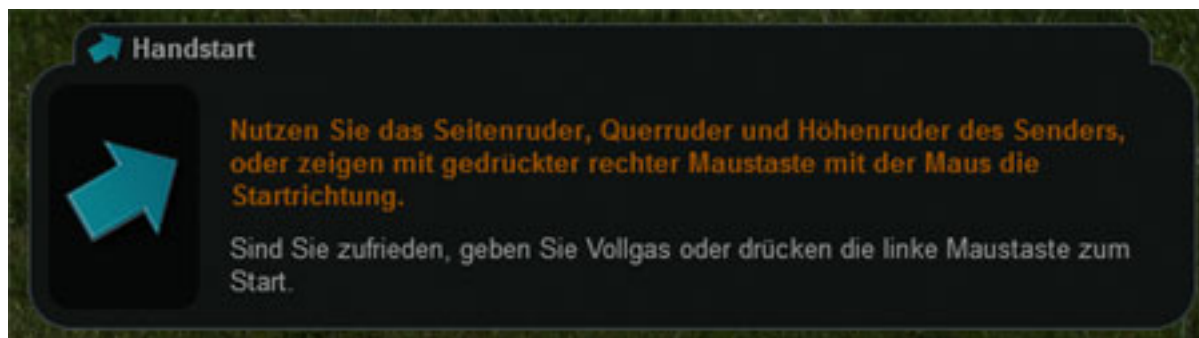 Handstart
Nutzen Sie das Seitenruder, Querruder und Höhenruder des Senders,
oder zeigen mit gedrückter rechter Maustaste mit der Maus die
Startrichtung.
Sind Sie zufrieden, geben Sie Vollgas oder drücken die linke Maustaste zum
Start.